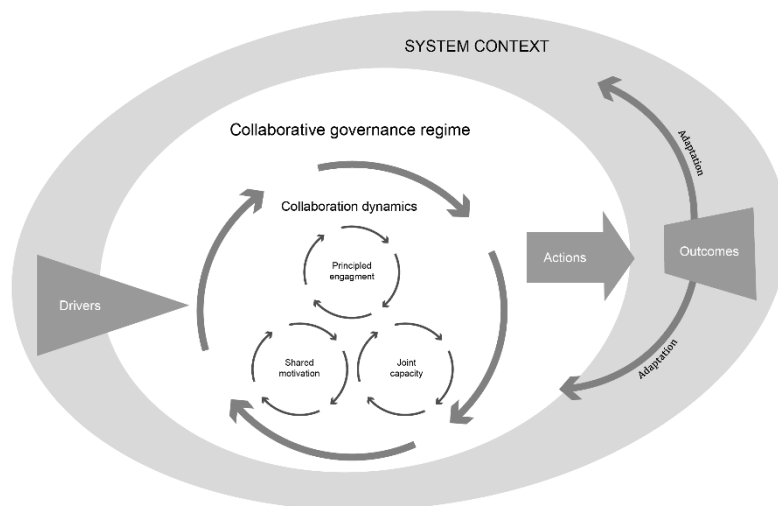 SYSTEM CONTEXT
Collaborative governance regime
Adaptation
Collaboration dynamics
Principled
engagment
Drivers
Actions
Outcomes
Shared
motivation
Joint
capacity
Adaptation